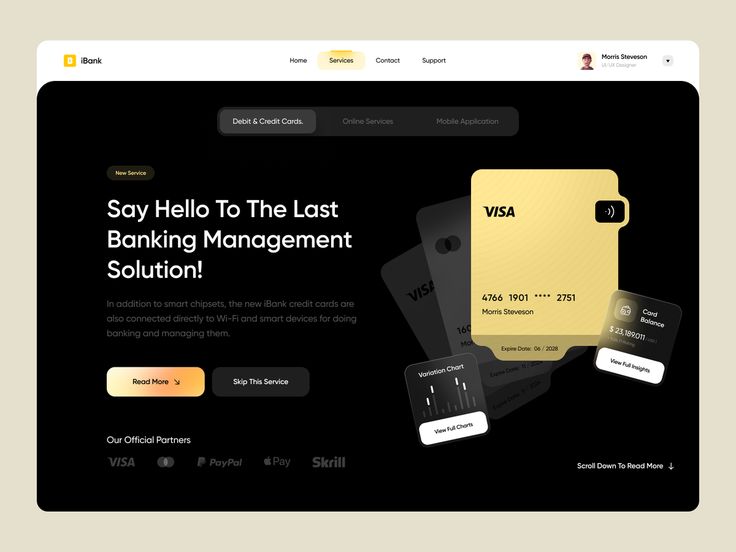 iBank
Home
Services
Contact
Support
Morris Steveson
UI/UX Designer
Debit & Credit Cards.
Online Services
Mobile Application
New Service
Say Hello To The Last
Banking Management
Solution!
In addition to smart chipsets, the new iBank credit cards are
also connected directly to Wi-Fi and smart devices for doing
banking and managing them.
Read More
Skip This Service
Our Official Partners
VISA
PayPal
Pay
Skrill
VISA
VISA
4766 1901 **** 2751
Morris Steveson
Expire Date: 06 / 2028
160
Mor
Expire Date: 11 /
Expire Date:
Card
Balance
$ 23,189.011
View Full Insights
Variation Chart
View Full Charts
Scroll Down To Read More